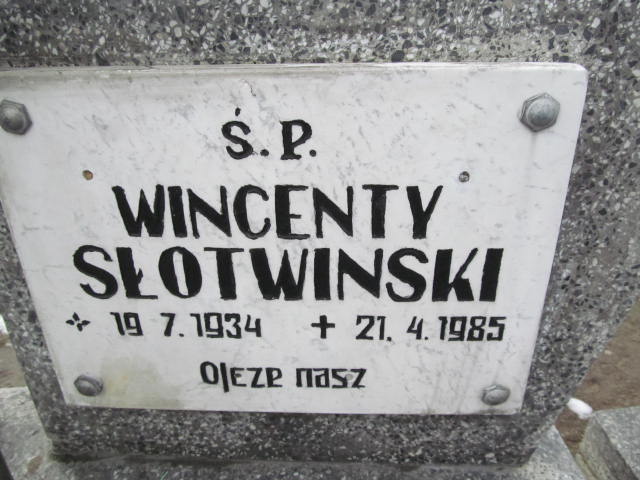 Ś.P.
WINCENTY
SŁOTWINSKI
19 7.1934 + 21.4.1985
Ojcze nasz